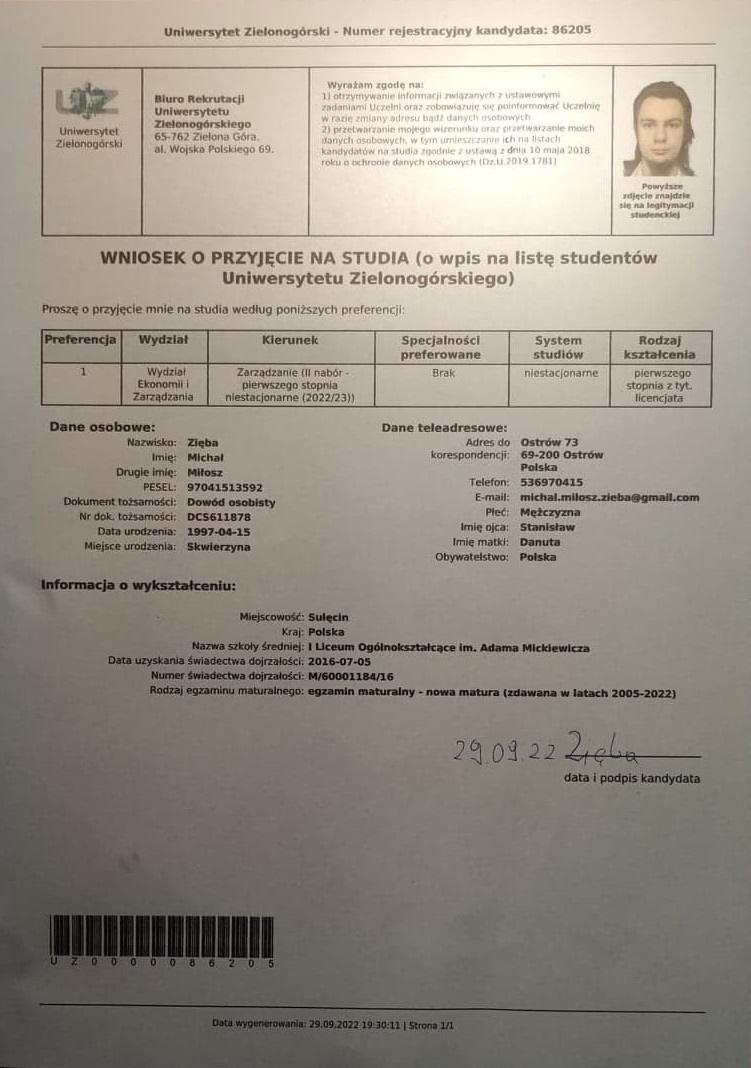 Uniwersytet Zielonogórski - Numer rejestracyjny kandydata: 86205
UZ
Uniwersytet
Zielonogórski
Biuro Rekrutacji
Uniwersytetu
Zielonogórskiego
65-762 Zielona Góra,
al. Wojska Polskiego 69.
Wyrażam zgodę na:
1) otrzymywanie informacji związanych z ustawowymi
zadaniami Uczelni oraz zobowiązuję się poinformować Uczelnię
w razie zmiany adresu bądź danych osobowych
2) przetwarzanie mojego wizerunku oraz przetwarzanie moich
danych osobowych, w tym umieszczanie ich na listach
kandydatów na studia zgodnie z ustawą z dnia 10 maja 2018
roku o ochronie danych osobowych (Dz.U.2019.1781)
Powyższe
zdjęcie znajdzie
się na legitymacji
studenckiej
WNIOSEK O PRZYJĘCIE NA STUDIA (o wpis na listę studentów
Uniwersytetu Zielonogórskiego)
Proszę o przyjęcie mnie na studia według poniższych preferencji:
Preferencja Wydział Kierunek Specjalności preferowane System studiów Rodzaj kształcenia
1 Wydział Ekonomii i Zarządzania Zarządzanie (II nabór - pierwszego stopnia niestacjonarne (2022/23)) Brak niestacjonarne pierwszego stopnia z tyt. licencjata
Dane osobowe:
Nazwisko: Zięba
Imię: Michał
Drugie imię: Miłosz
PESEL: 97041513592
Dokument tożsamości: Dowód osobisty
Nr dok. tożsamości: DCS611878
Data urodzenia: 1997-04-15
Miejsce urodzenia: Skwierzyna
Dane teleadresowe:
Adres do korespondencji: Ostrów 73
69-200 Ostrów
Polska
Telefon: 536970415
E-mail: michal.milosz.zieba@gmail.com
Płeć: Mężczyzna
Imię ojca: Stanisław
Imię matki: Danuta
Obywatelstwo: Polska
Informacja o wykształceniu:
Miejscowość: Sulęcin
Kraj: Polska
Nazwa szkoły średniej: I Liceum Ogólnokształcące im. Adama Mickiewicza
Data uzyskania świadectwa dojrzałości: 2016-07-05
Numer świadectwa dojrzałości: M/60001184/16
Rodzaj egzaminu maturalnego: egzamin maturalny - nowa matura (zdawana w latach 2005-2022)
29.09.22 Zięba
data i podpis kandydata
UZ000086205
Data wygenerowania: 29.09.2022 19:30:11 | Strona 1/1